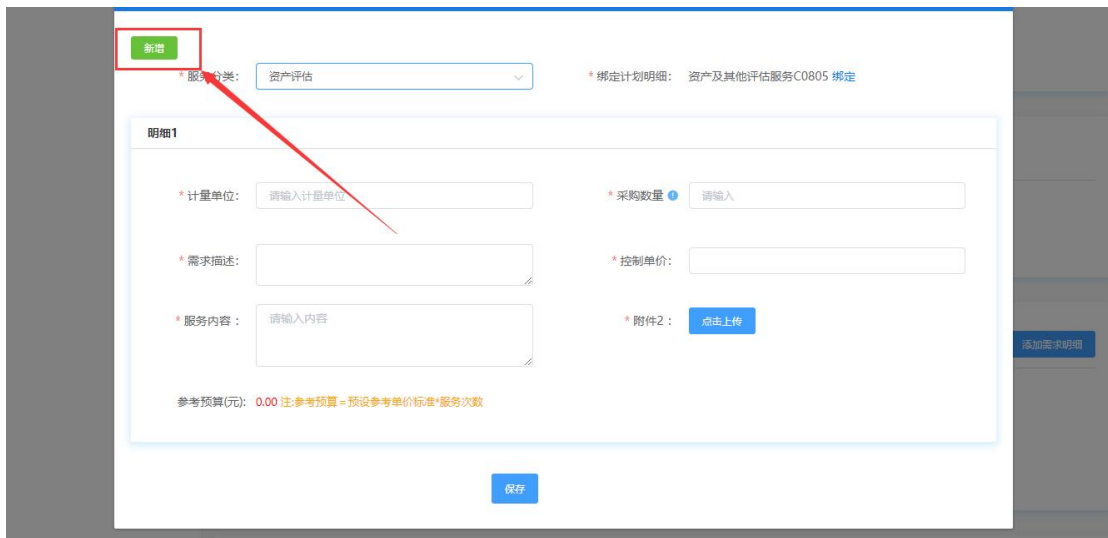 新增
*服务分类： 资产评估 *绑定计划明细： 资产及其他评估服务C0805 绑定
明细1
*计量单位： 请输入计量单位 *采购数量 请输入
*需求描述： *控制单价：
*服务内容： 请输入内容 *附件2： 点击上传
添加需求明细
参考预算(元): 0.00 注:参考预算=预设参考单价标准*服务次数
保存